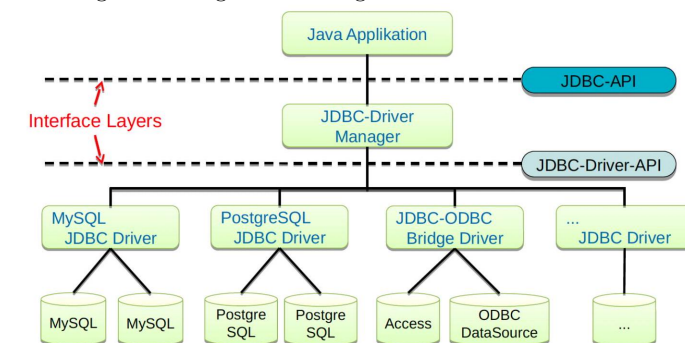 Java Applikation
JDBC-API
Interface Layers
JDBC-Driver
Manager
JDBC-Driver-API
MySQL
JDBC Driver
PostgreSQL
JDBC Driver
JDBC-ODBC
Bridge Driver
...
JDBC Driver
MySQL
MySQL
Postgre
SQL
Postgre
SQL
Access
ODBC
DataSource
...